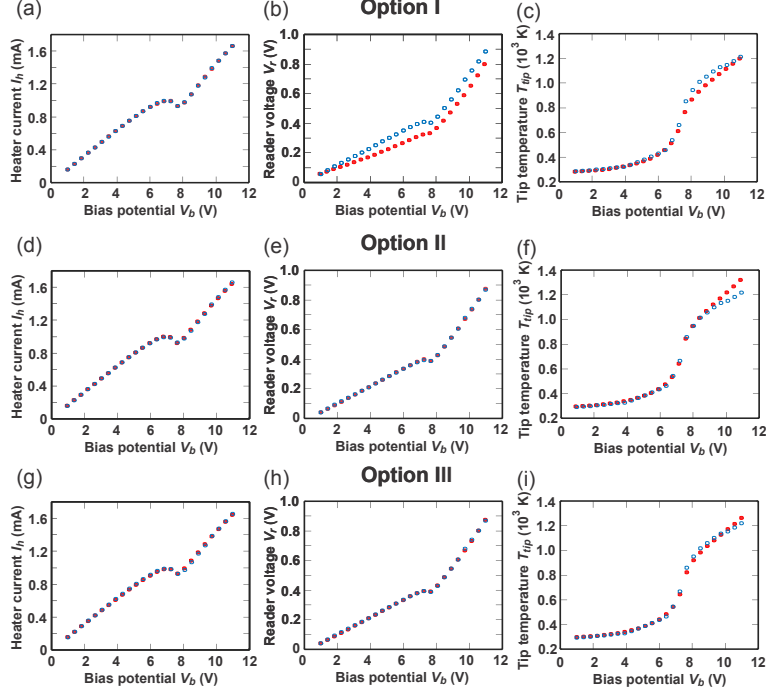 Option I
(a)
Heater current I_h (mA)
1.6
1.2
0.8
0.4
0
0 2 4 6 8 10 12
Bias potential V_b (V)
(b)
Reader voltage V_r (V)
1.0
0.8
0.6
0.4
0.2
0
0 2 4 6 8 10 12
Bias potential V_b (V)
(c)
Tip temperature T_tip (10^3 K)
1.4
1.2
1.0
0.8
0.6
0.4
0.2
0 2 4 6 8 10 12
Bias potential V_b (V)
Option II
(d)
Heater current I_h (mA)
1.6
1.2
0.8
0.4
0
0 2 4 6 8 10 12
Bias potential V_b (V)
(e)
Reader voltage V_r (V)
1.0
0.8
0.6
0.4
0.2
0
0 2 4 6 8 10 12
Bias potential V_b (V)
(f)
Tip temperature T_tip (10^3 K)
1.4
1.2
1.0
0.8
0.6
0.4
0.2
0 2 4 6 8 10 12
Bias potential V_b (V)
Option III
(g)
Heater current I_h (mA)
1.6
1.2
0.8
0.4
0
0 2 4 6 8 10 12
Bias potential V_b (V)
(h)
Reader voltage V_r (V)
1.0
0.8
0.6
0.4
0.2
0
0 2 4 6 8 10 12
Bias potential V_b (V)
(i)
Tip temperature T_tip (10^3 K)
1.4
1.2
1.0
0.8
0.6
0.4
0.2
0 2 4 6 8 10 12
Bias potential V_b (V)